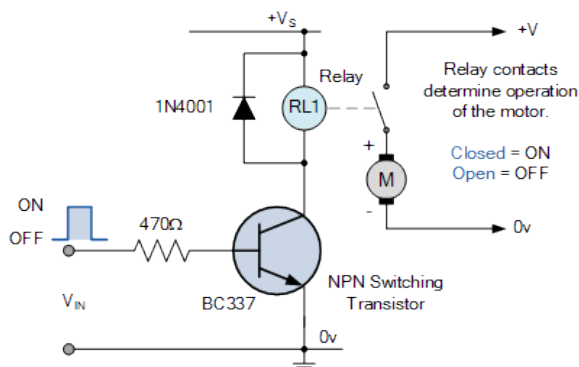 +Vs
+V
Relay
Relay contacts
determine operation
of the motor.
1N4001
RL1
+
Closed = ON
Open = OFF
M
-
ON
OFF
470Ω
0v
VIN
BC337
NPN Switching
Transistor
0v